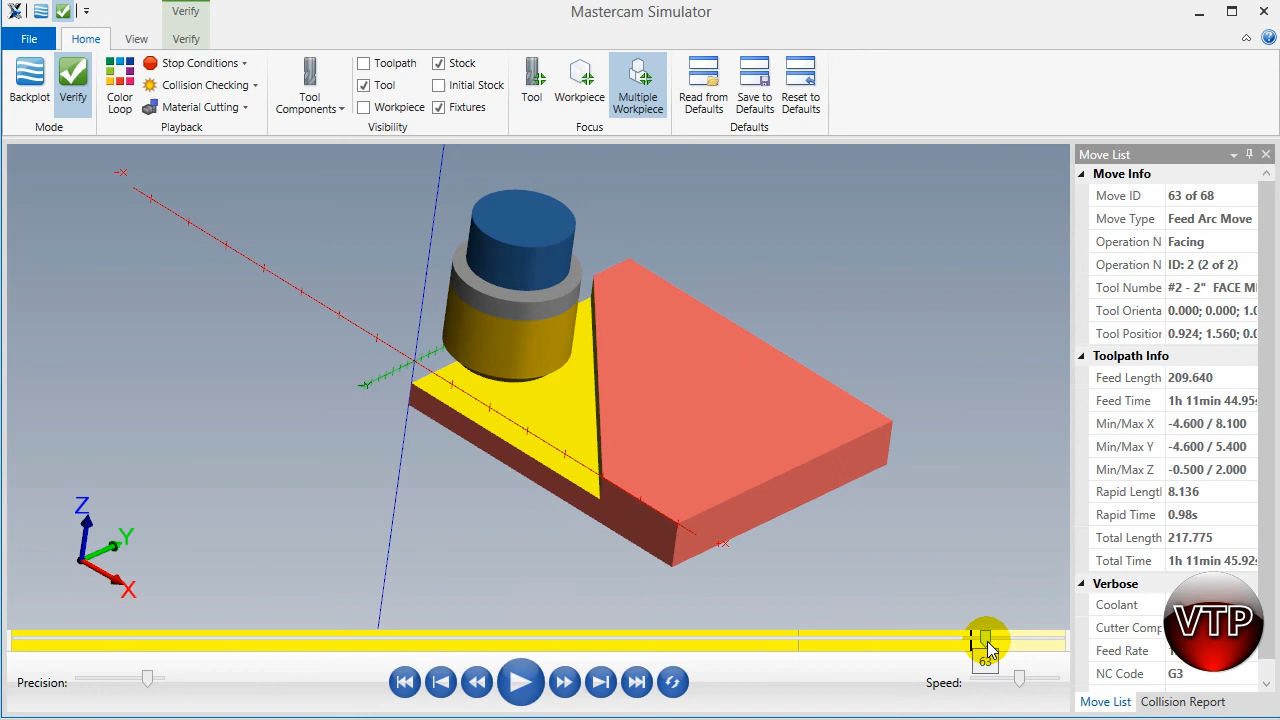 Verify
Mastercam Simulator
File
Home
View
Verify
Backplot
Verify
Mode
Color Loop
Stop Conditions
Collision Checking
Material Cutting
Playback
Tool Components
Toolpath
Tool
Workpiece
Stock
Initial Stock
Fixtures
Visibility
Tool
Workpiece
Multiple Workpiece
Focus
Read from Defaults
Save to Defaults
Reset to Defaults
Defaults
Move List
Move Info
Move ID 63 of 68
Move Type Feed Arc Move
Operation N Facing
Operation N ID: 2 (2 of 2)
Tool Numbe #2 - 2" FACE M
Tool Orienta 0.000; 0.000; 1.0
Tool Position 0.924; 1.560; 0.0
Toolpath Info
Feed Length 209.640
Feed Time 1h 11min 44.95s
Min/Max X -4.600 / 8.100
Min/Max Y -4.600 / 5.400
Min/Max Z -0.500 / 2.000
Rapid Lengt 8.136
Rapid Time 0.98s
Total Length 217.775
Total Time 1h 11min 45.92s
Verbose
Coolant
Cutter Comp
Feed Rate
NC Code G3
VTP
-X
-Y
+X
Z
Y
X
63
Precision:
Speed:
Move List
Collision Report